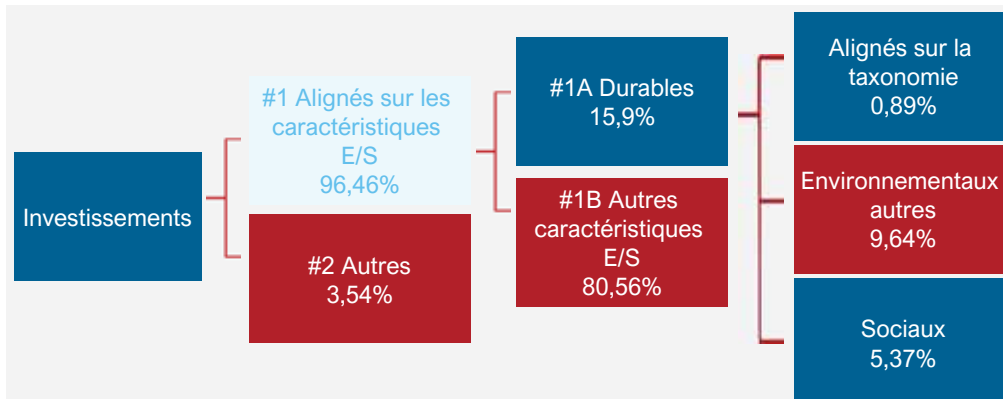 Investissements
#1 Alignés sur les
caractéristiques
E/S
96,46%
#2 Autres
3,54%
#1A Durables
15,9%
#1B Autres
caractéristiques
E/S
80,56%
Alignés sur la
taxonomie
0,89%
Environnementaux
autres
9,64%
Sociaux
5,37%